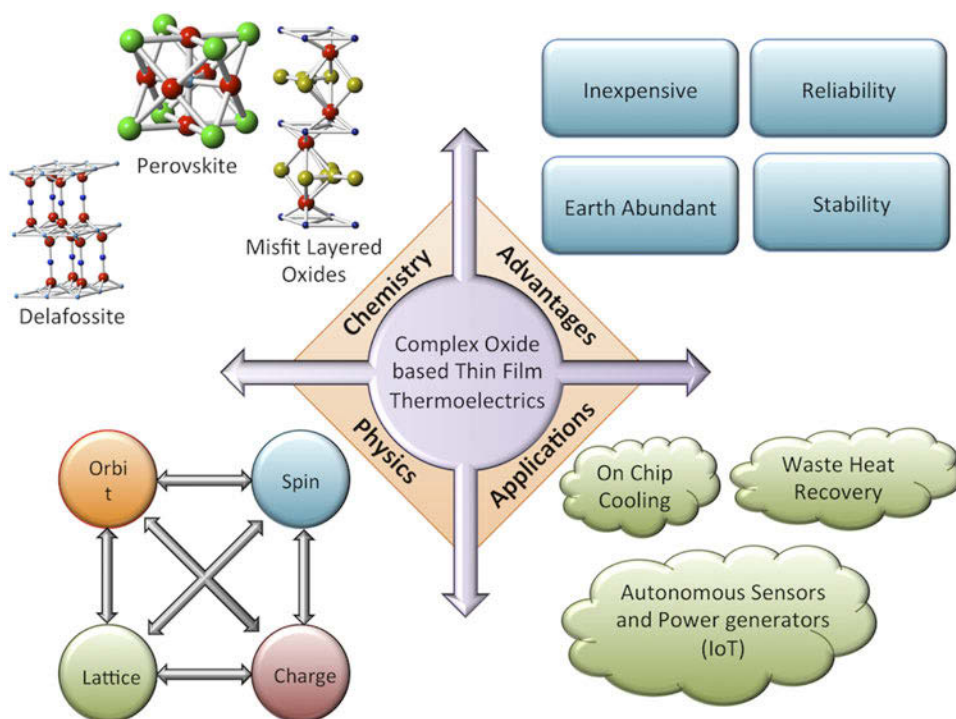 Perovskite
Delafossite
Misfit Layered
Oxides
Inexpensive
Reliability
Earth Abundant
Stability
Chemistry
Advantages
Complex Oxide
based Thin Film
Thermoelectrics
Physics
Applications
Orbi
t
Spin
Lattice
Charge
On Chip
Cooling
Waste Heat
Recovery
Autonomous Sensors
and Power generators
(IoT)